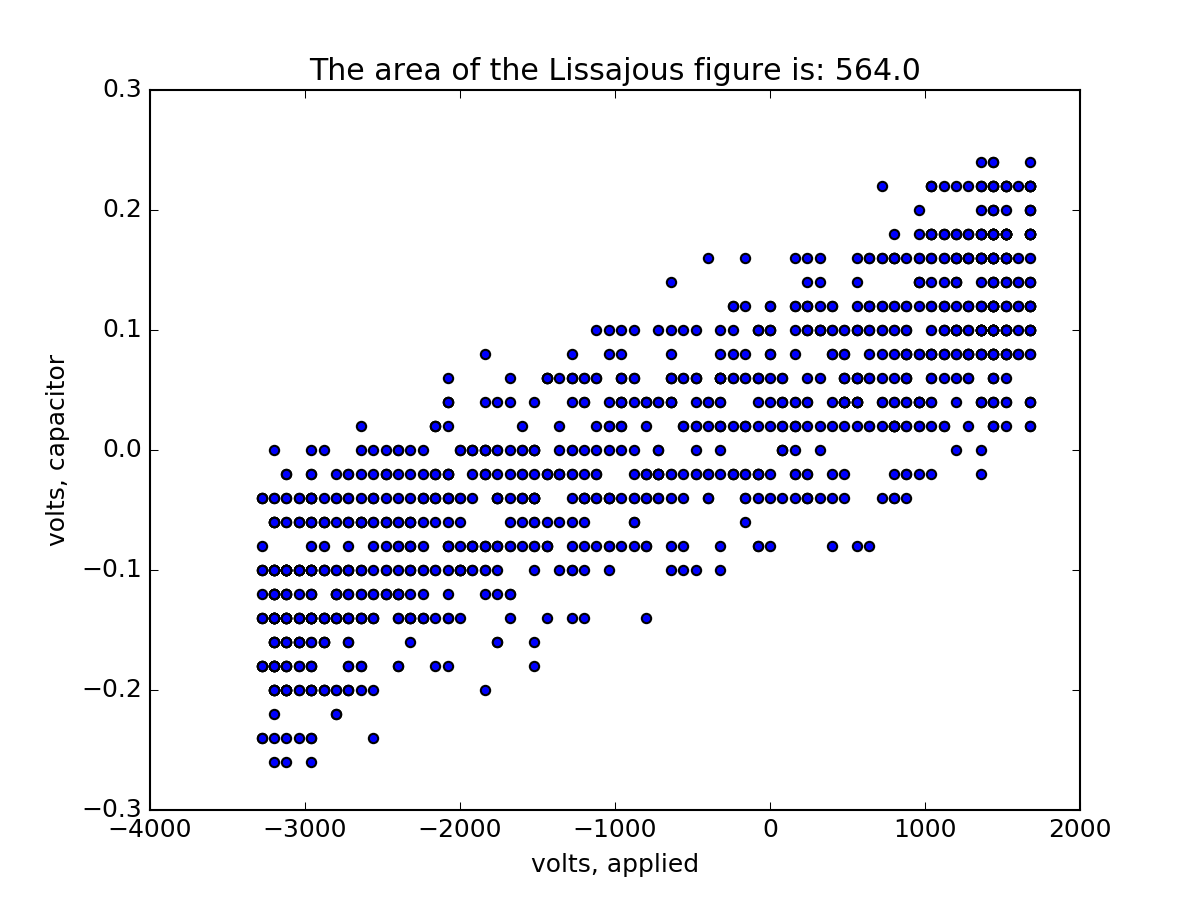 The area of the Lissajous figure is: 564.0
0.3
0.2
0.1
0.0
−0.1
−0.2
−0.3
volts, capacitor
−4000 −3000 −2000 −1000 0 1000 2000
volts, applied